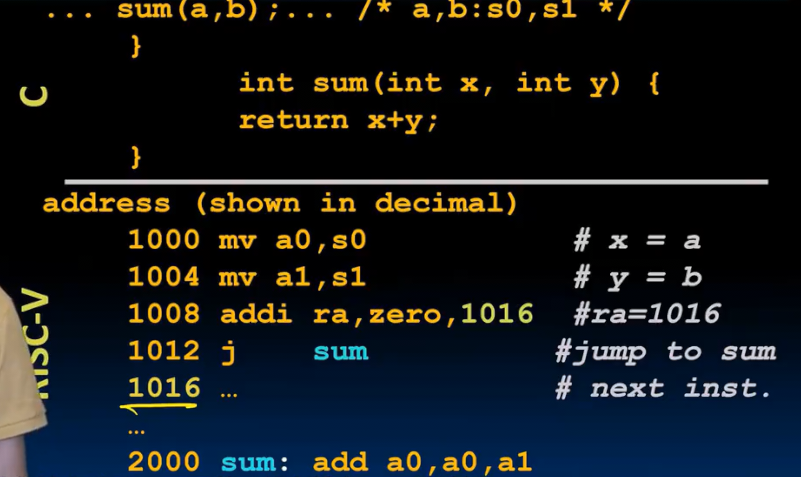 ... sum(a,b);... /* a,b:s0,s1 */
}
C
int sum(int x, int y) {
return x+y;
}
address (shown in decimal)
1000 mv a0,s0 # x = a
1004 mv a1,s1 # y = b
1008 addi ra,zero,1016 #ra=1016
1012 j sum #jump to sum
1016 … # next inst.
…
2000 sum: add a0,a0,a1
RISC-V